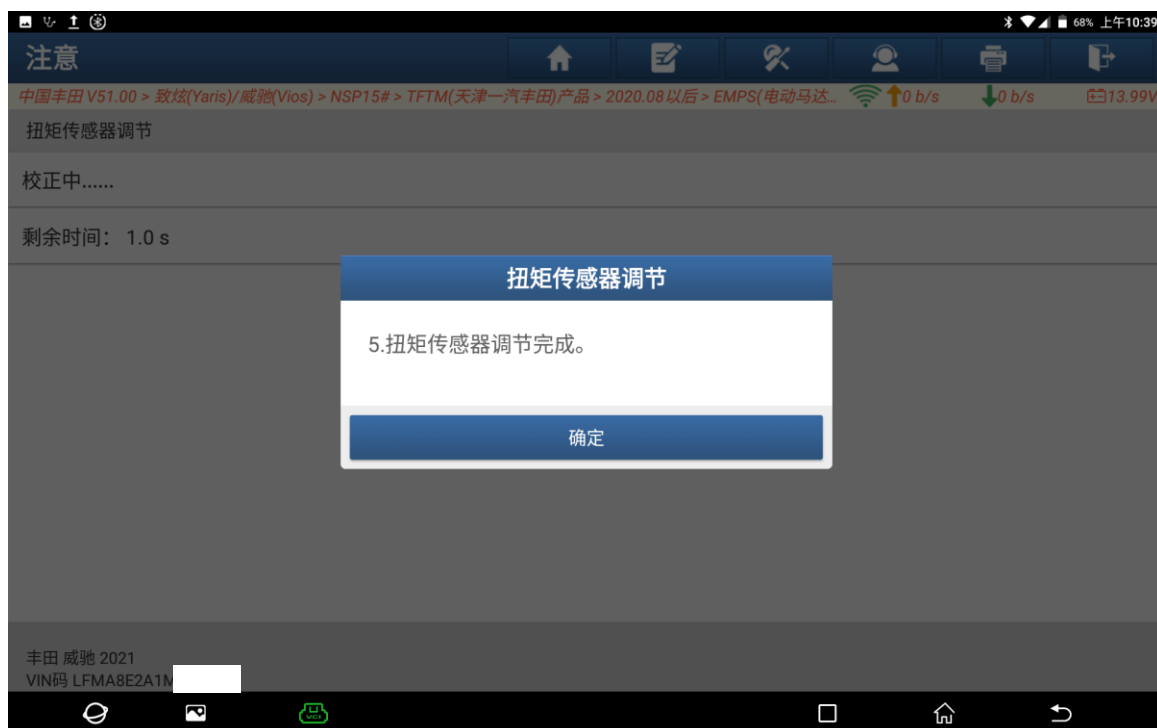 68% 上午10:39
注意
中国丰田 V51.00 > 致炫(Yaris)/威驰(Vios) > NSP15# > TFTM(天津一汽丰田)产品 > 2020.08以后 > EMPS(电动马达... 0 b/s 0 b/s 13.99V
扭矩传感器调节
校正中......
剩余时间： 1.0 s
扭矩传感器调节
5.扭矩传感器调节完成。
确定
丰田 威驰 2021
VIN码 LFMA8E2A1M
VCI